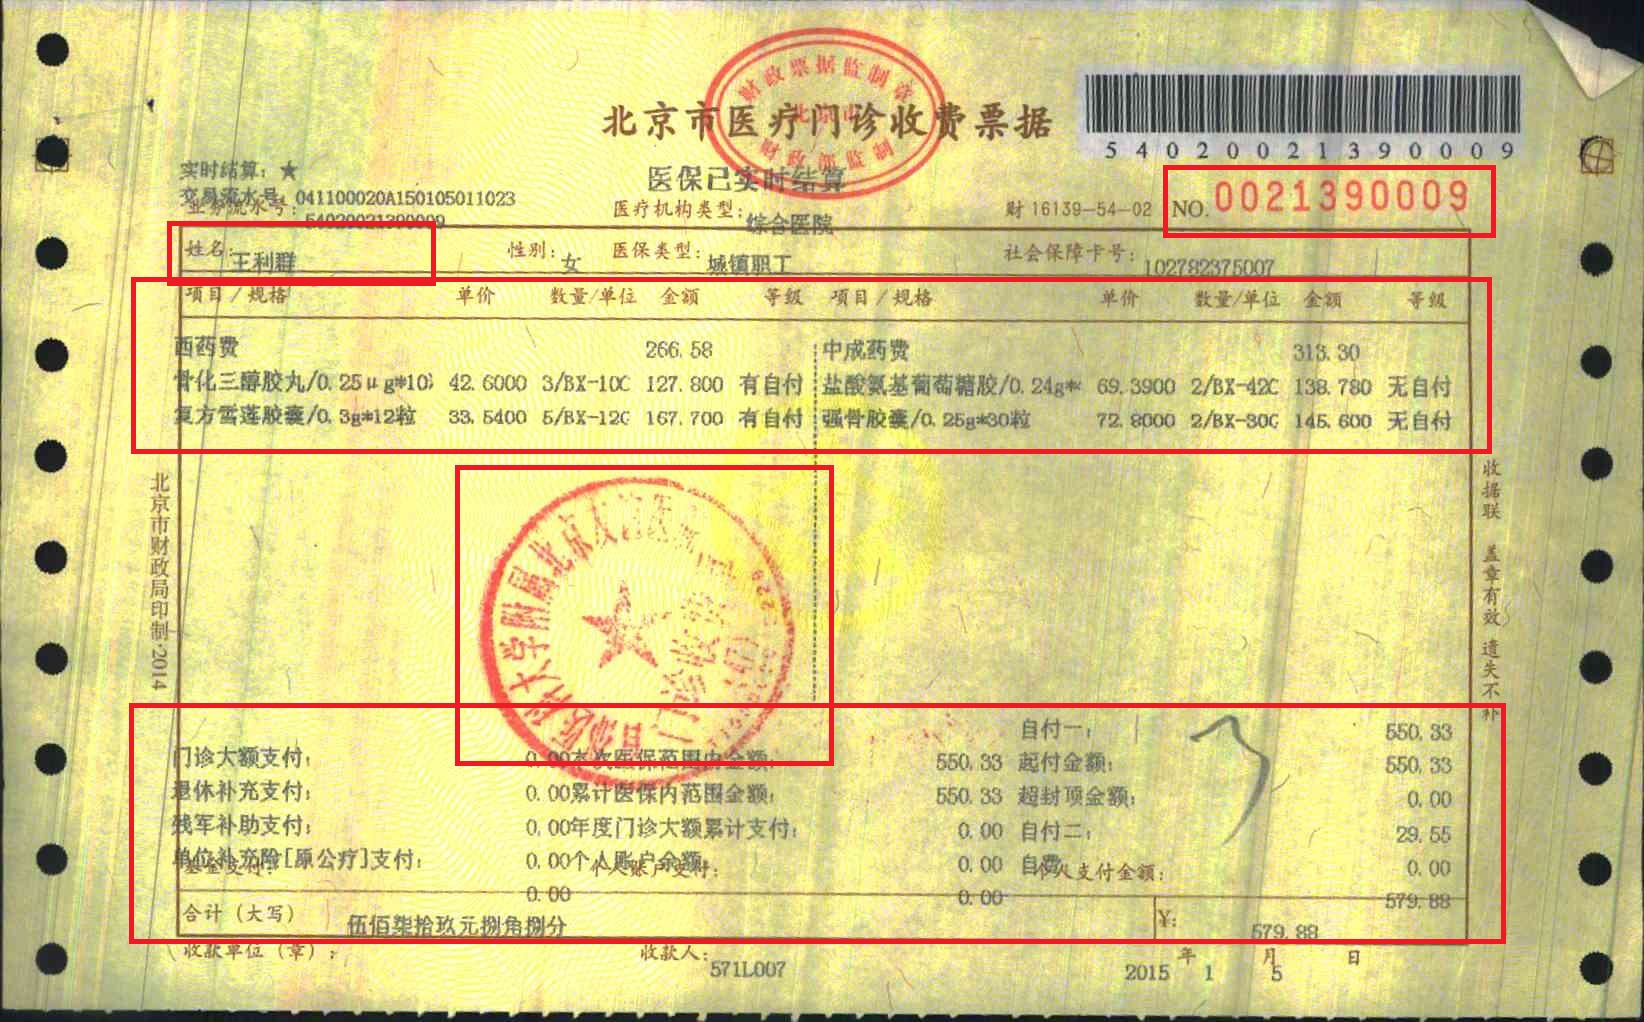 财政票据监制章
北京市
财政部监制
北京市医疗门诊收费票据
5402002139 0009
实时结算：★
医保已实时结算
交易流水号：041100020A150105011023
业务流水号：54020021390009
医疗机构类型：综合医院
财 16139-54-02
NO. 0021390009
姓名：王利群 性别：女 医保类型：城镇职工 社会保障卡号：102782375007
项目 / 规格 单价 数量/单位 金额 等级 项目 / 规格 单价 数量/单位 金额 等级
西药费 266.58 中成药费 313.30
骨化三醇胶丸/0.25μg*10 42.6000 3/BX-10C 127.800 有自付 盐酸氨基葡萄糖胶/0.24g* 69.3900 2/BX-42C 138.780 无自付
复方雪莲胶囊/0.3g*12粒 33.5400 5/BX-12C 167.700 有自付 强骨胶囊/0.25g*30粒 72.8000 2/BX-30C 145.600 无自付
北京市财政局印制·2014
收据联 盖章有效 遗失不补
首都医科大学附属北京友谊医院
门诊收费
自付一： 550.33
门诊大额支付： 0.00 本次医保范围内金额： 550.33 起付金额： 550.33
退休补充支付： 0.00 累计医保内范围金额： 550.33 超封顶金额： 0.00
残军补助支付： 0.00 年度门诊大额累计支付： 0.00 自付二： 29.55
单位补充险[原公疗]支付： 0.00 个人账户余额： 0.00 自费： 0.00
基金支付： 0.00 个人账户支付： 0.00 个人支付金额： 579.88
合计（大写） 伍佰柒拾玖元捌角捌分 ¥： 579.88
收款单位（章）： 收款人：571L007 2015 年 1 月 5 日